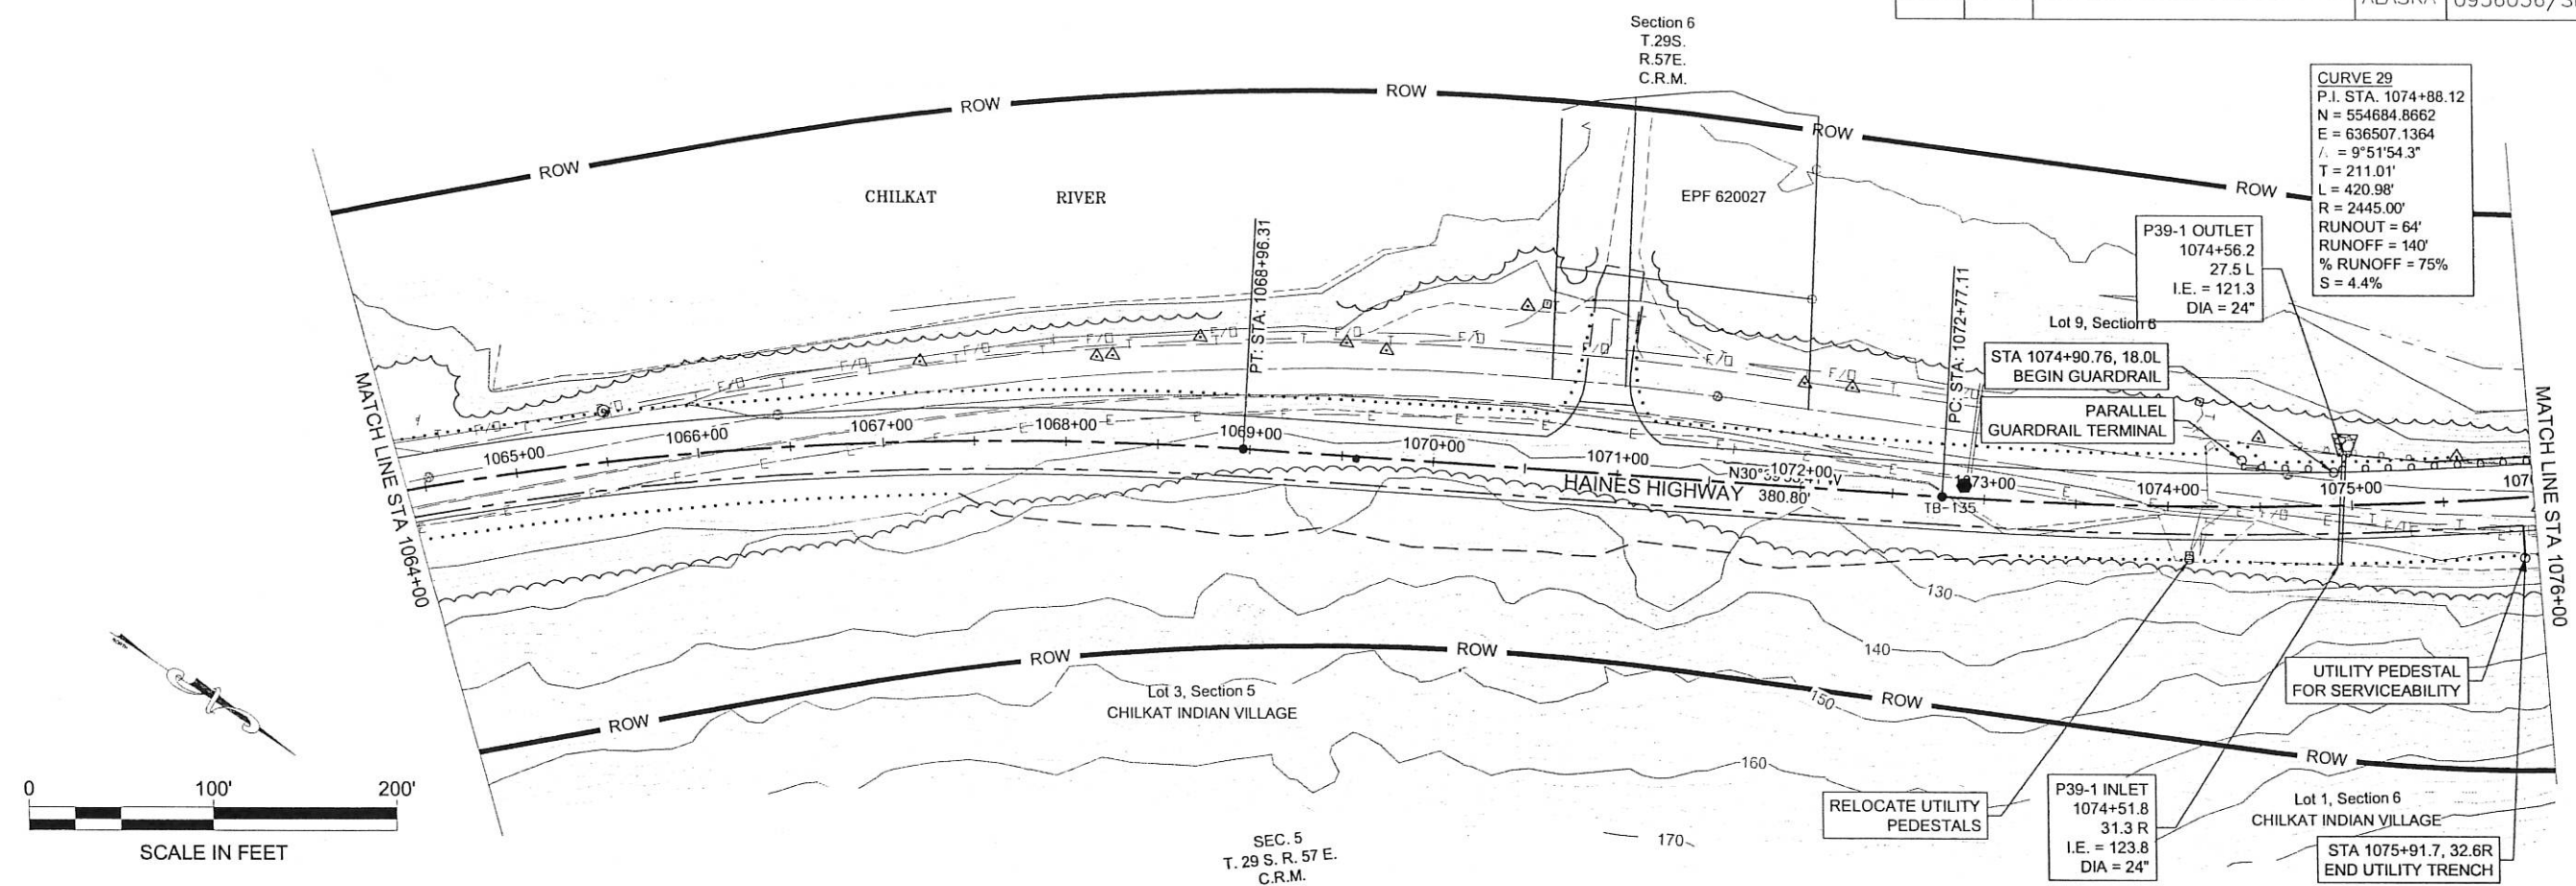 ALASKA
Section 6
T.29S.
R.57E.
C.R.M.
CURVE 29
P.I. STA. 1074+88.12
N = 554684.8662
E = 636507.1364
= 9°51'54.3"
T = 211.01'
L = 420.98'
R = 2445.00'
RUNOUT = 64'
RUNOFF = 140'
% RUNOFF = 75%
S = 4.4%
ROW
ROW
ROW
ROW
ROW
CHILKAT RIVER
EPF 620027
P39-1 OUTLET
1074+56.2
27.5 L
I.E. = 121.3
DIA = 24"
PT: STA: 1068+96.31
PC: STA: 1072+77.11
Lot 9, Section 6
STA 1074+90.76, 18.0L
BEGIN GUARDRAIL
PARALLEL
GUARDRAIL TERMINAL
MATCH LINE STA 1064+00
MATCH LINE STA 1076+00
1065+00
1066+00
1067+00
1068+00
1069+00
1070+00
1071+00
1072+00
1073+00
1074+00
1075+00
HAINES HIGHWAY
380.80'
TB-135
130
140
150
160
170
ROW
ROW
ROW
ROW
ROW
Lot 3, Section 5
CHILKAT INDIAN VILLAGE
UTILITY PEDESTAL
FOR SERVICEABILITY
RELOCATE UTILITY
PEDESTALS
P39-1 INLET
1074+51.8
31.3 R
I.E. = 123.8
DIA = 24"
Lot 1, Section 6
CHILKAT INDIAN VILLAGE
STA 1075+91.7, 32.6R
END UTILITY TRENCH
SEC. 5
T. 29 S. R. 57 E.
C.R.M.
0 100' 200'
SCALE IN FEET